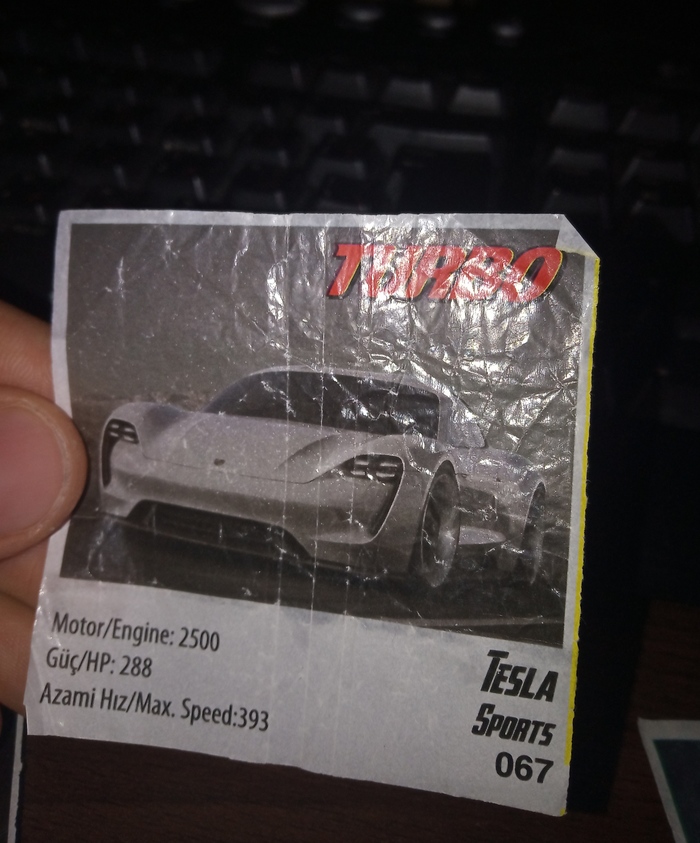 TURBO
Motor/Engine: 2500
Güç/HP: 288
Azami Hız/Max. Speed:393
TESLA
SPORTS
067